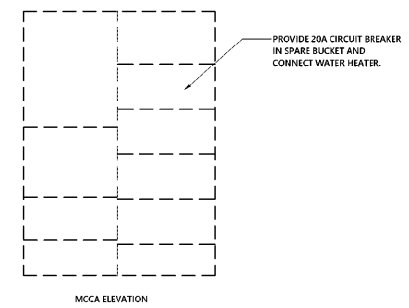 PROVIDE 20A CIRCUIT BREAKER
IN SPARE BUCKET AND
CONNECT WATER HEATER.
MCCA ELEVATION